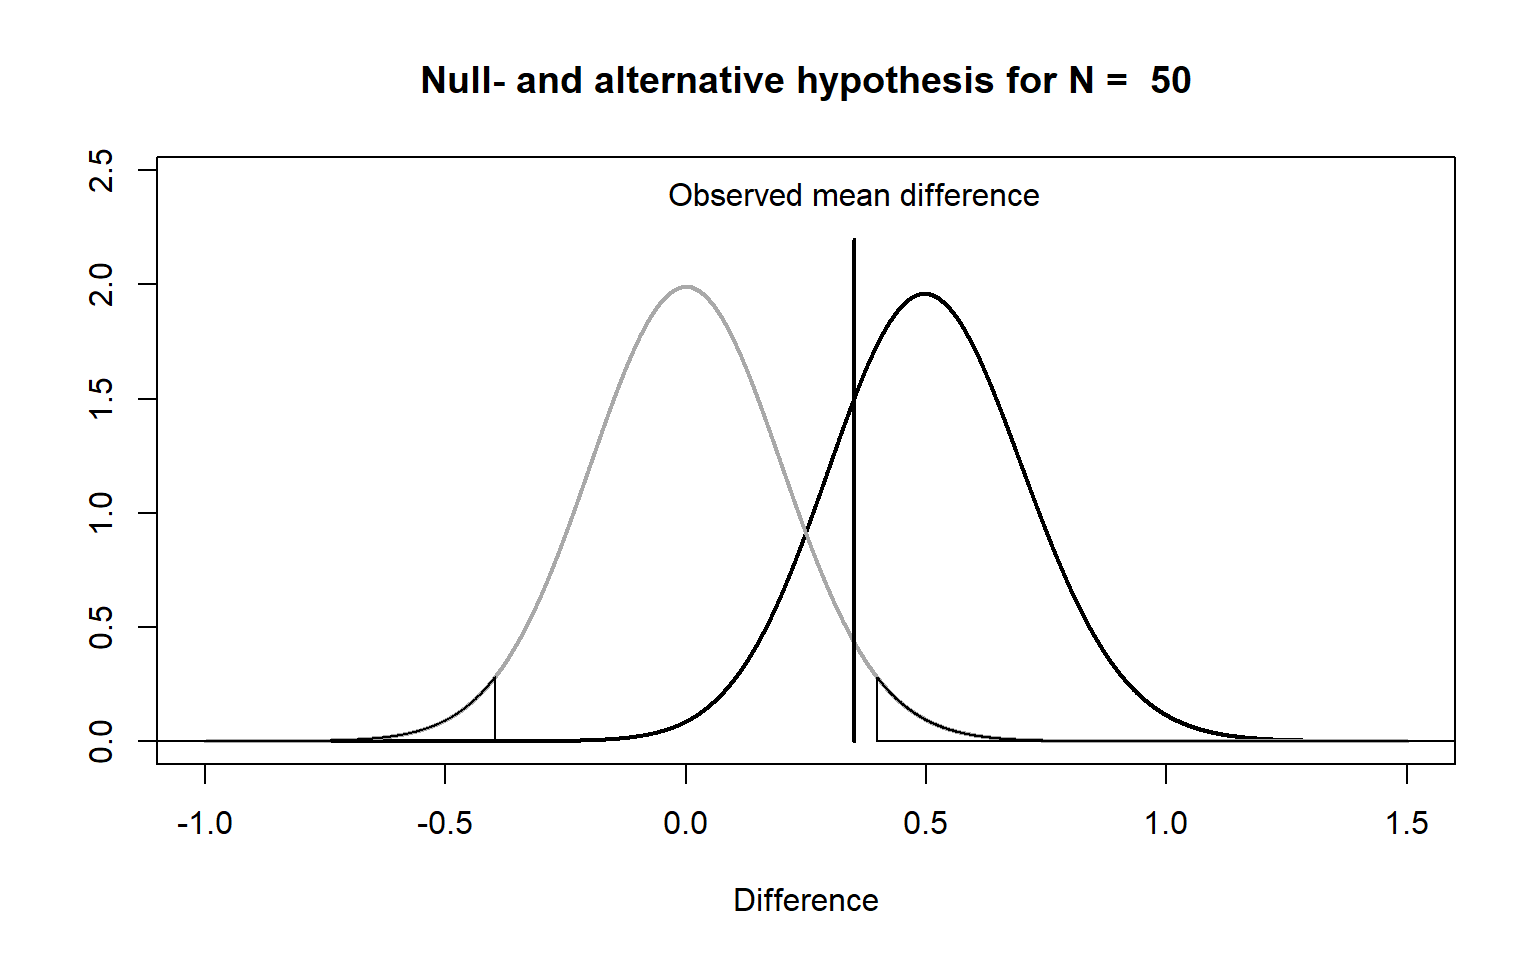 Null- and alternative hypothesis for N =  50
Observed mean difference
2.5
2.0
1.5
1.0
0.5
0.0
-1.0 -0.5 0.0 0.5 1.0 1.5
Difference